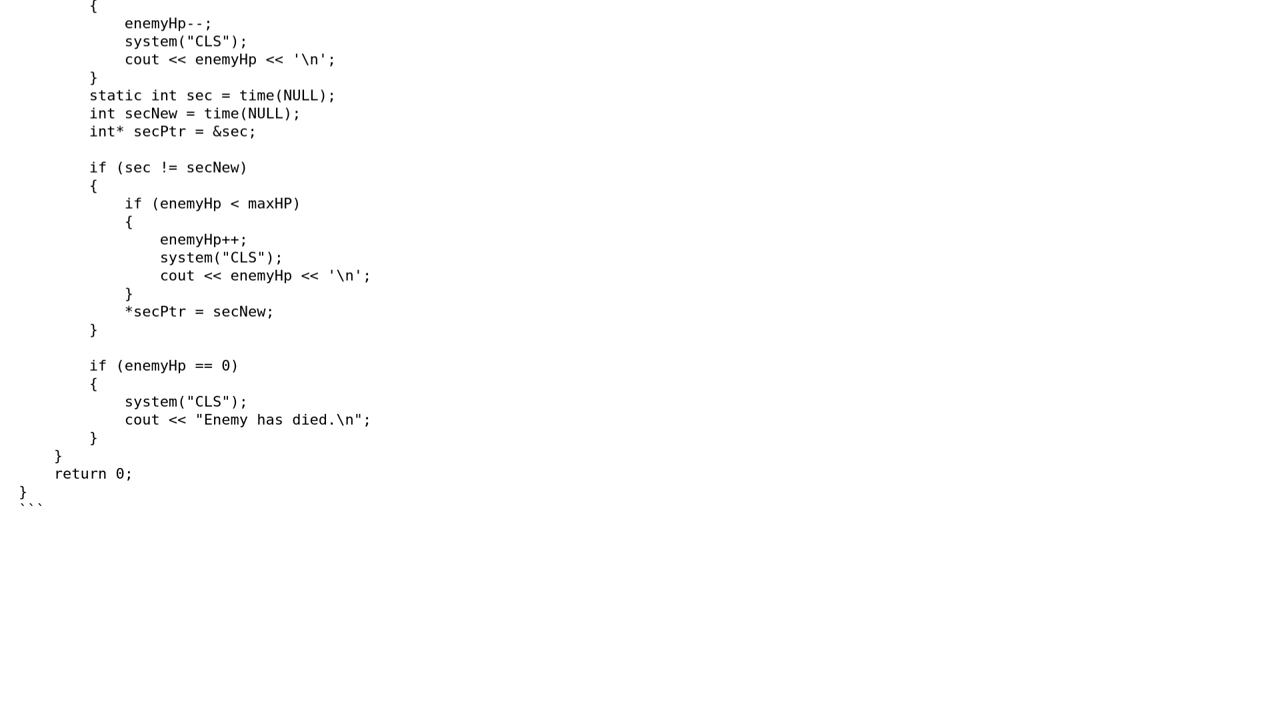 {
            enemyHp--;
            system("CLS");
            cout << enemyHp << '\n';
        }
        static int sec = time(NULL);
        int secNew = time(NULL);
        int* secPtr = &sec;

        if (sec != secNew)
        {
            if (enemyHp < maxHP)
            {
                enemyHp++;
                system("CLS");
                cout << enemyHp << '\n';
            }
            *secPtr = secNew;
        }

        if (enemyHp == 0)
        {
            system("CLS");
            cout << "Enemy has died.\n";
        }
    }
    return 0;
}
```